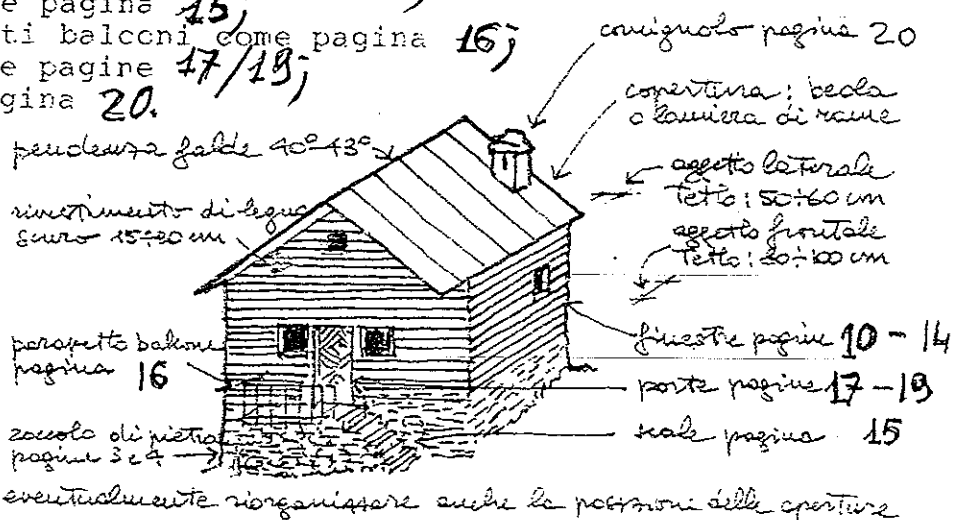 e pagina 15;
ti balconi come pagina 16;
e pagine 17/19;
gina 20.
comignolo pagina 20
copertura: beola
o lamiera di rame
pendenza falde 40°-43°
aggetto laterale
tetto: 50÷60 cm
aggetto frontale
tetto: 80÷100 cm
rivestimento di legno
scuro 15÷20 cm
finestre pagine 10-14
parapetto balcone
pagina 16
porte pagine 17-19
scale pagina 15
zoccolo di pietra
pagine 3 e 4
eventualmente riorganizzare anche la posizione delle aperture